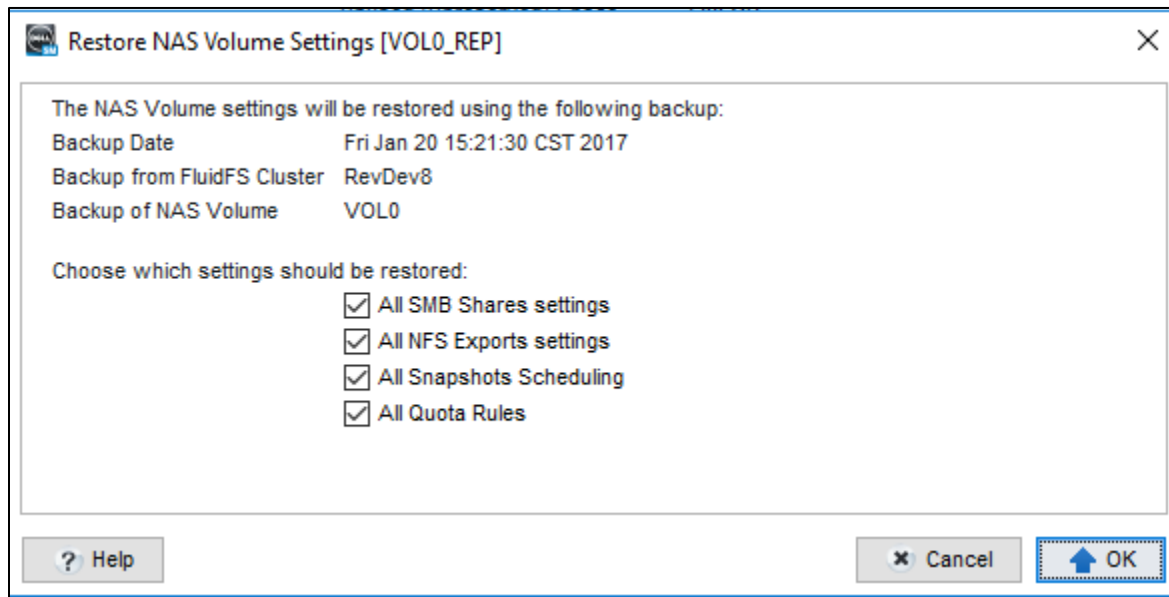 Restore NAS Volume Settings [VOL0_REP]
The NAS Volume settings will be restored using the following backup:
Backup Date Fri Jan 20 15:21:30 CST 2017
Backup from FluidFS Cluster RevDev8
Backup of NAS Volume VOL0
Choose which settings should be restored:
All SMB Shares settings
All NFS Exports settings
All Snapshots Scheduling
All Quota Rules
? Help
Cancel
OK